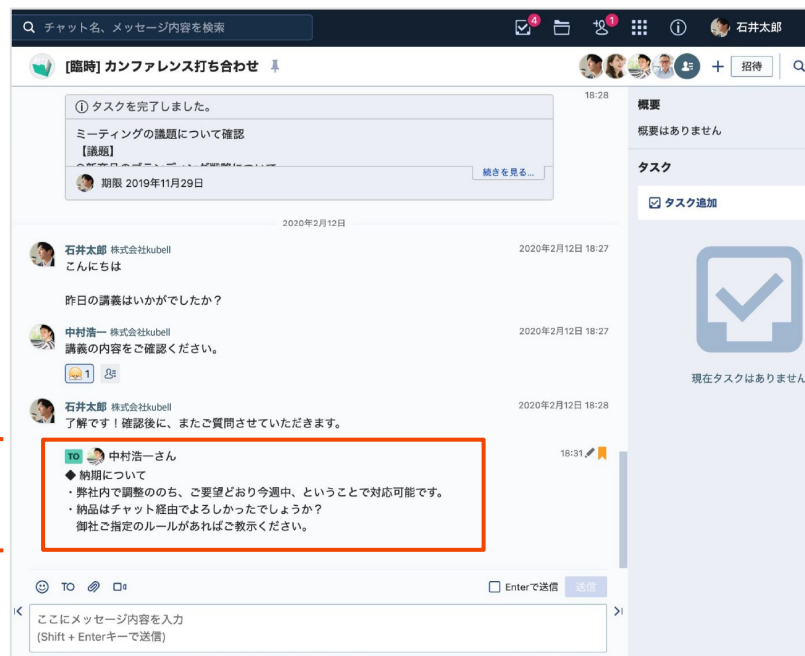 チャット名、メッセージ内容を検索
4
1
石井太郎
[臨時] カンファレンス打ち合わせ
招待
18:28
タスクを完了しました。
ミーティングの議題について確認
【議題】
続きを見る...
期限 2019年11月29日
2020年2月12日
石井太郎 株式会社kubell
2020年2月12日 18:27
こんにちは
昨日の講義はいかがでしたか？
中村浩一 株式会社kubell
2020年2月12日 18:27
講義の内容をご確認ください。
1
石井太郎 株式会社kubell
2020年2月12日 18:28
了解です！確認後に、またご質問させていただきます。
TO 中村浩一さん
18:31
◆ 納期について
・弊社内で調整ののち、ご要望どおり今週中、ということで対応可能です。
・納品はチャット経由でよろしかったでしょうか？
御社ご指定のルールがあればご教示ください。
TO
Enterで送信
送信
ここにメッセージ内容を入力
(Shift + Enterキーで送信)
概要
概要はありません
タスク
タスク追加
現在タスクはありません